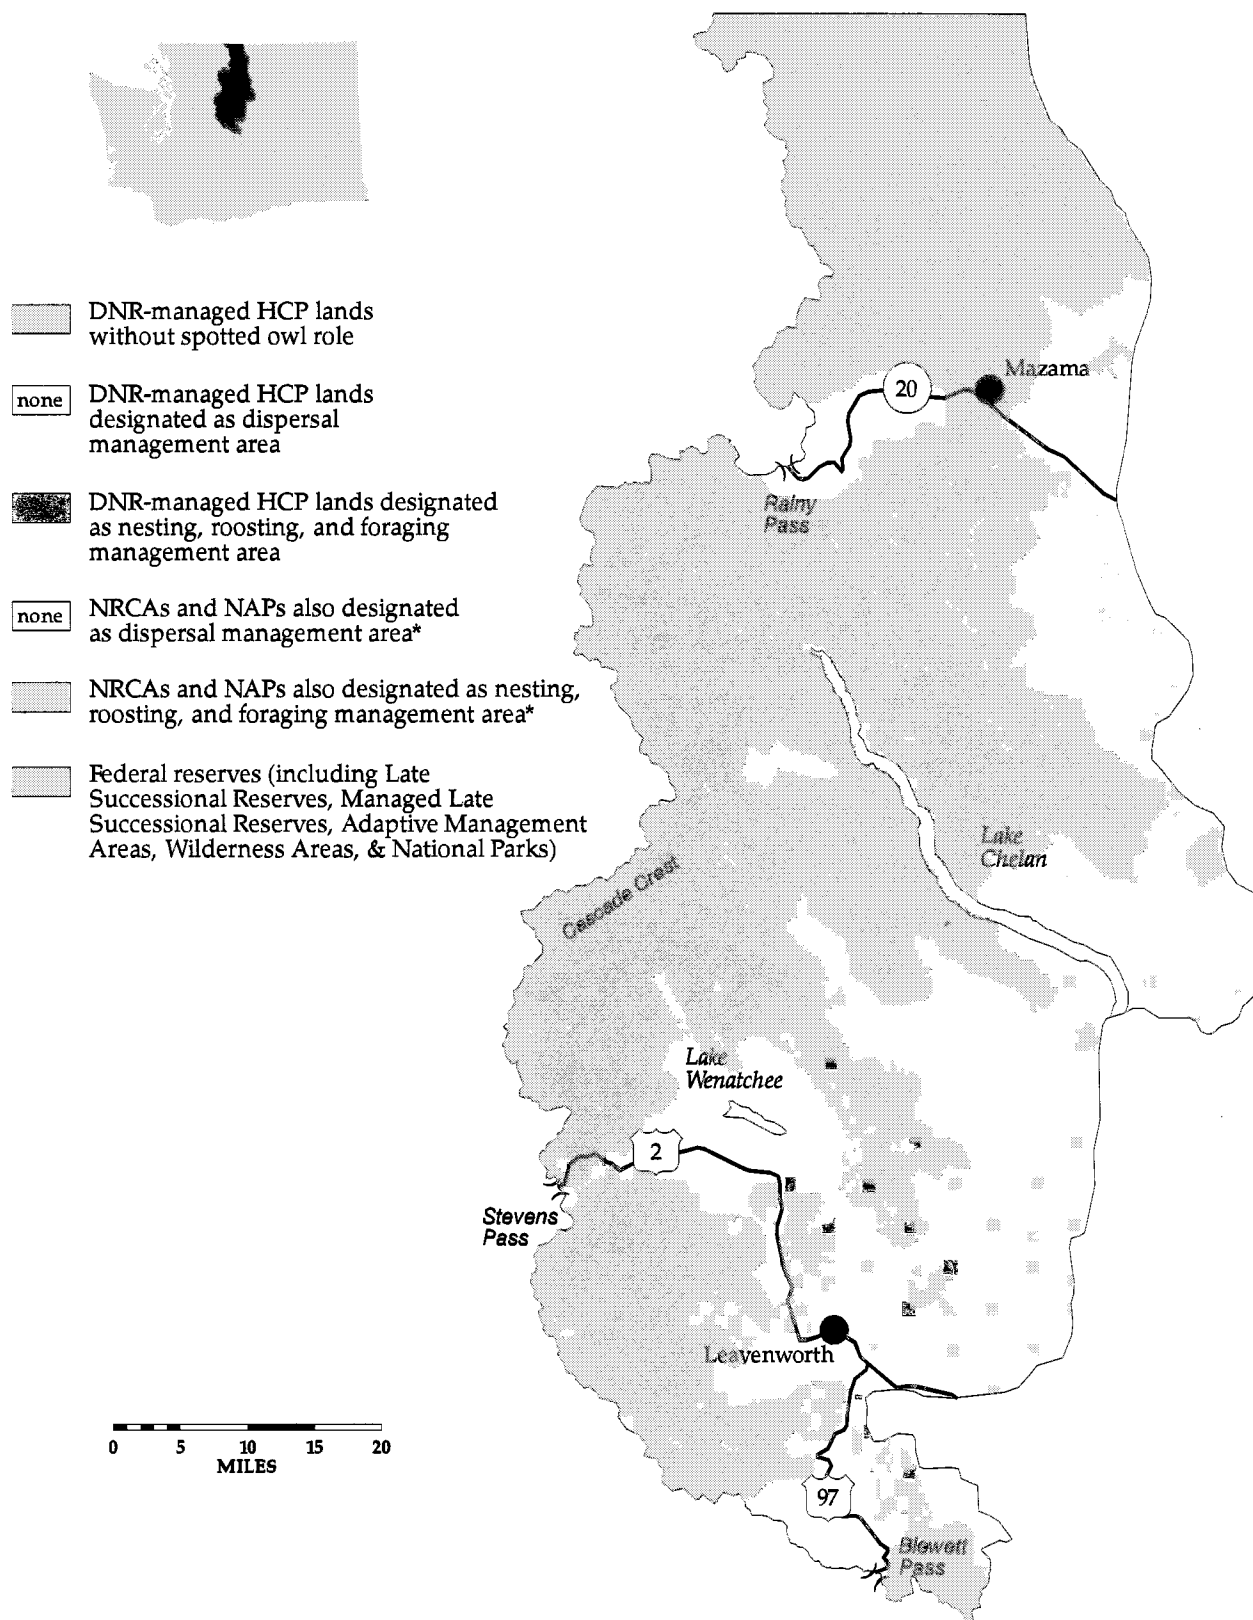 DNR-managed HCP lands
without spotted owl role
none
DNR-managed HCP lands
designated as dispersal
management area
DNR-managed HCP lands designated
as nesting, roosting, and foraging
management area
none
NRCAs and NAPs also designated
as dispersal management area*
NRCAs and NAPs also designated as nesting,
roosting, and foraging management area*
Federal reserves (including Late
Successional Reserves, Managed Late
Successional Reserves, Adaptive Management
Areas, Wilderness Areas, & National Parks)
Mazama
20
Rainy
Pass
Lake
Chelan
Cascade Crest
Lake
Wenatchee
2
Stevens
Pass
Leavenworth
97
Blewett
Pass
0 5 10 15 20
MILES